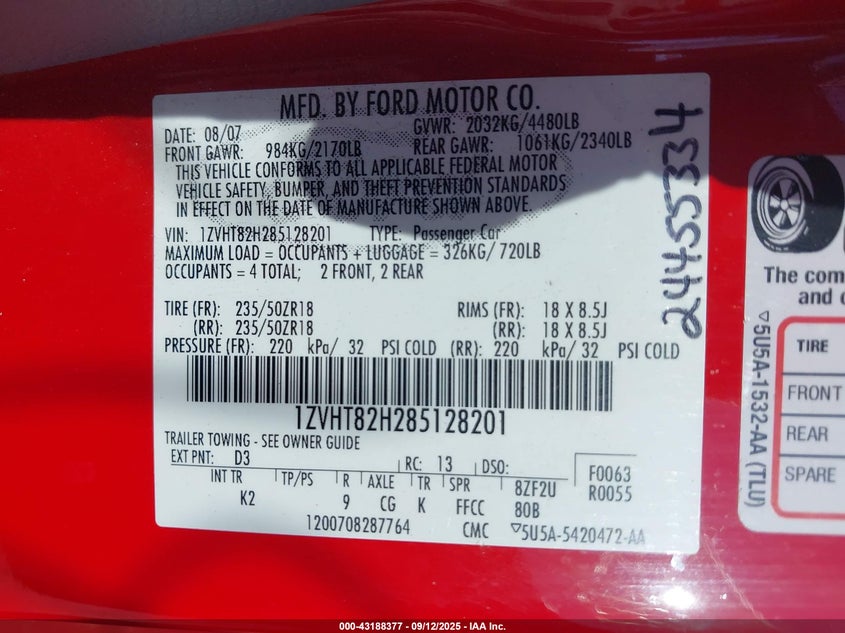 MFD. BY FORD MOTOR CO.
DATE: 08/07 GVWR: 2032KG/4480LB
FRONT GAWR: 984KG/2170LB REAR GAWR: 1061KG/2340LB
THIS VEHICLE CONFORMS TO ALL APPLICABLE FEDERAL MOTOR
VEHICLE SAFETY, BUMPER, AND THEFT PREVENTION STANDARDS
IN EFFECT ON THE DATE OF MANUFACTURE SHOWN ABOVE.
VIN: 1ZVHT82H285128201 TYPE: Passenger Car
MAXIMUM LOAD = OCCUPANTS + LUGGAGE = 326KG/ 720LB
OCCUPANTS = 4 TOTAL; 2 FRONT, 2 REAR
TIRE (FR): 235/50ZR18 RIMS (FR): 18 X 8.5J
(RR): 235/50ZR18 (RR): 18 X 8.5J
PRESSURE (FR): 220 kPa/ 32 PSI COLD (RR): 220 kPa/ 32 PSI COLD
1ZVHT82H285128201
TRAILER TOWING - SEE OWNER GUIDE
EXT PNT: D3 RC: 13 DSO: F0063
INT TR TP/PS R AXLE TR SPR 8ZF2U R0055
K2 9 CG K FFCC 80B
1200708287764 CMC ▽5U5A-5420472-AA
24455334
The com
and c
▽5U5A-1532-AA (TLU)
TIRE
FRONT
REAR
SPARE
000-43188377 - 09/12/2025 - IAA Inc.